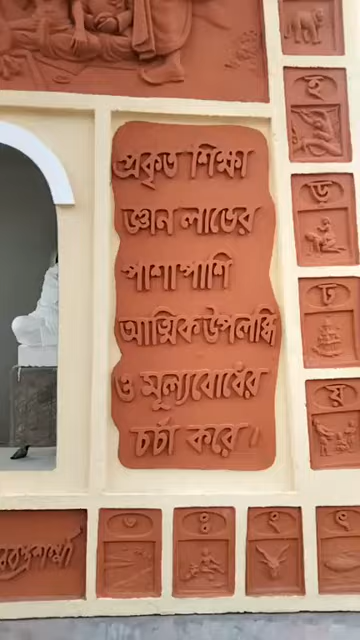 প্রকৃত শিক্ষা
জ্ঞান লাভের
পাশাপাশি
আত্মিক উপলব্ধি
ও মূল্যবোধের
চর্চা করে।
হ
ড়
ঢ়
য়
ৎ
ং
ঃ
ঁ